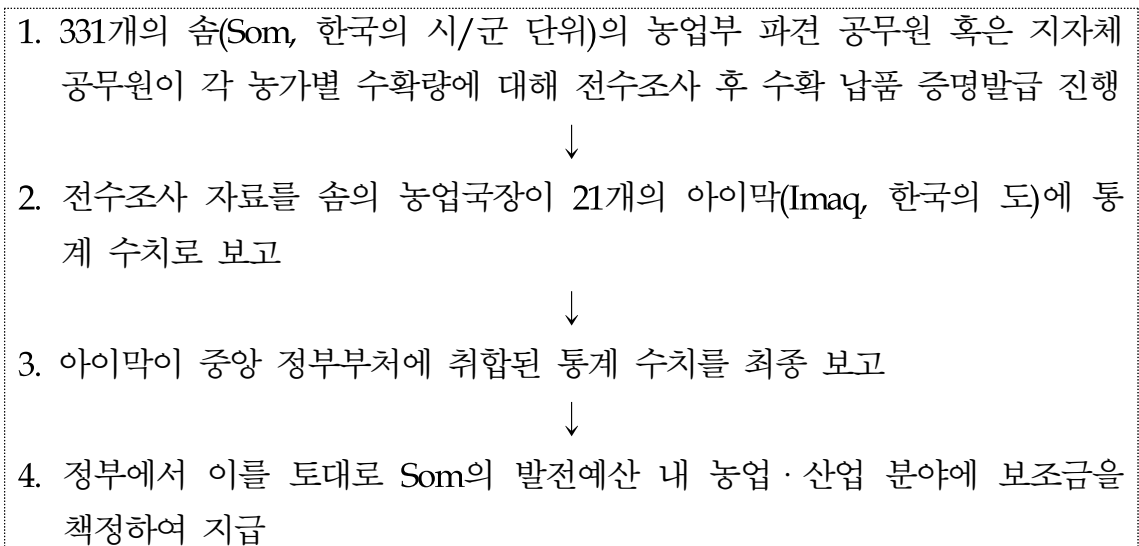 1. 331개의 솜(Som, 한국의 시/군 단위)의 농업부 파견 공무원 혹은 지자체
공무원이 각 농가별 수확량에 대해 전수조사 후 수확 납품 증명발급 진행
↓
2. 전수조사 자료를 솜의 농업국장이 21개의 아이막(Imaq, 한국의 도)에 통
계 수치로 보고
↓
3. 아이막이 중앙 정부부처에 취합된 통계 수치를 최종 보고
↓
4. 정부에서 이를 토대로 Som의 발전예산 내 농업·산업 분야에 보조금을
책정하여 지급